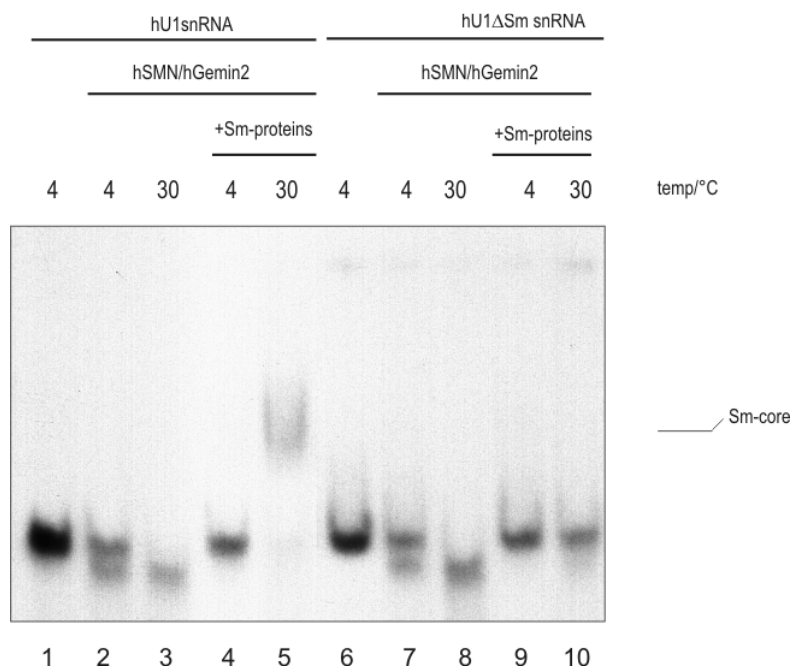 hU1snRNA hU1ΔSm snRNA
hSMN/hGemin2 hSMN/hGemin2
+Sm-proteins +Sm-proteins
4 4 30 4 30 4 4 30 4 30 temp/°C
Sm-core
1 2 3 4 5 6 7 8 9 10